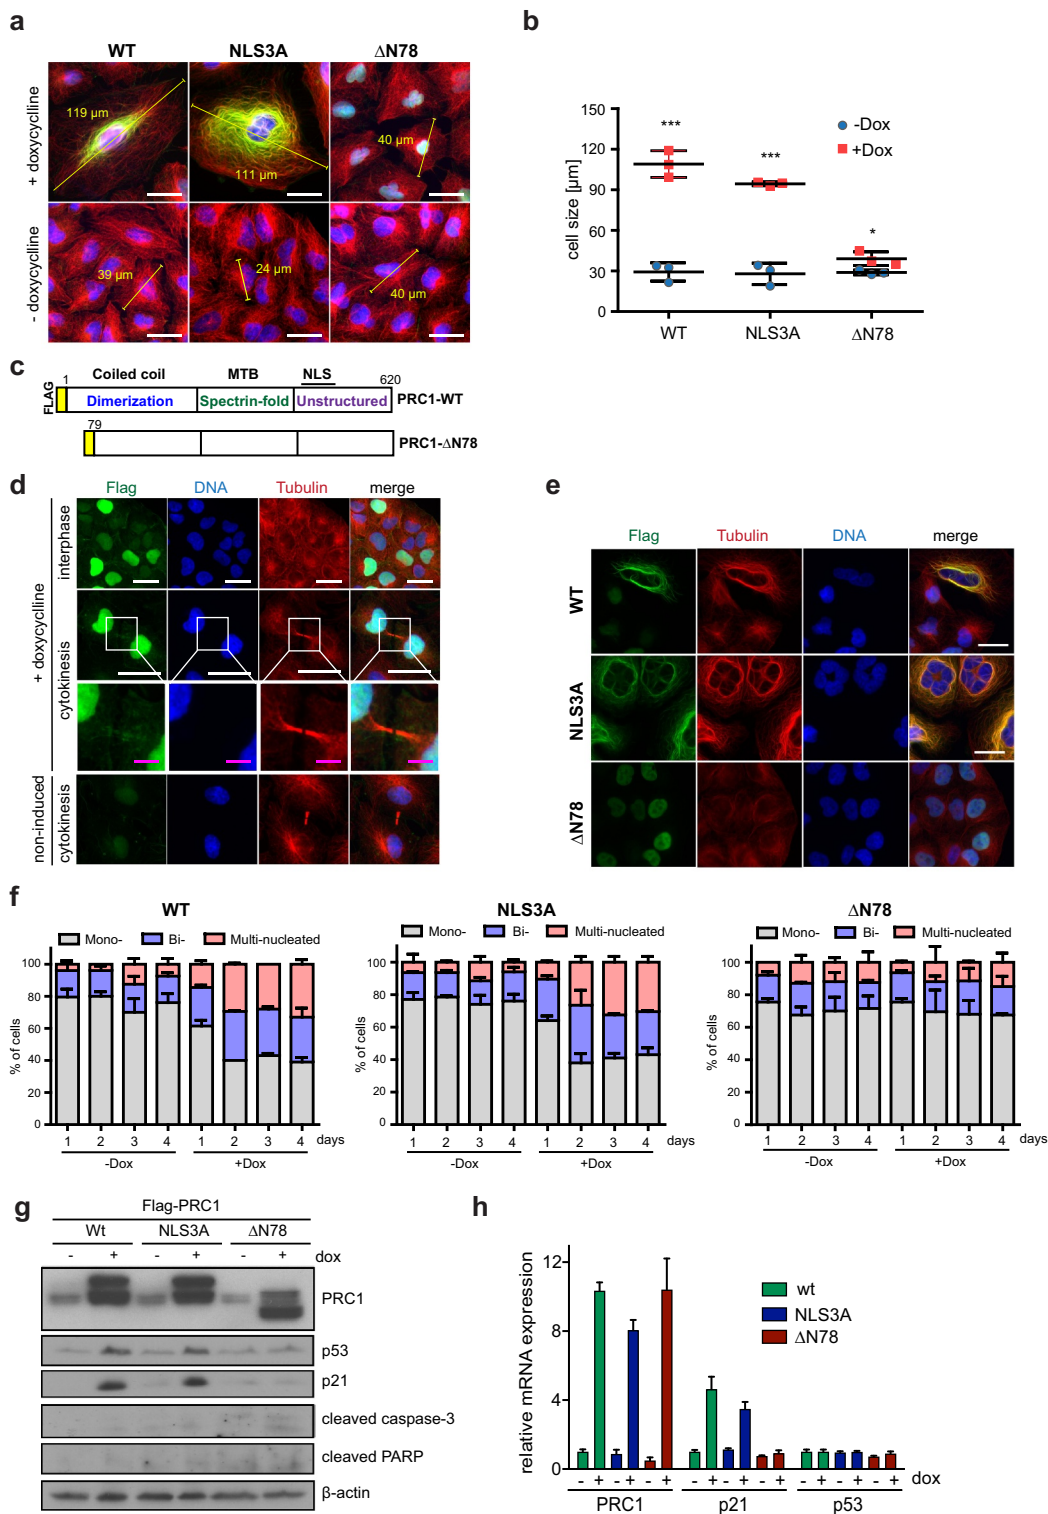 a
WT NLS3A ΔN78
+ doxycyclline
119 µm
111 µm
40 µm
- doxycyclline
39 µm
24 µm
40 µm
b
cell size [µm]
150
120
90
60
30
0
***
***
*
-Dox
+Dox
WT NLS3A ΔN78
c
FLAG
1 Coiled coil MTB NLS 620
Dimerization Spectrin-fold Unstructured PRC1-WT
79
PRC1-ΔN78
d
Flag DNA Tubulin merge
+ doxycyclline
interphase
cytokinesis
non-induced
cytokinesis
e
Flag Tubulin DNA merge
WT
NLS3A
ΔN78
f
WT
Mono- Bi- Multi-nucleated
% of cells
100
80
60
40
20
0
1 2 3 4 1 2 3 4 days
-Dox +Dox
NLS3A
Mono- Bi- Multi-nucleated
% of cells
100
80
60
40
20
0
1 2 3 4 1 2 3 4 days
-Dox +Dox
ΔN78
Mono- Bi- Multi-nucleated
% of cells
100
80
60
40
20
0
1 2 3 4 1 2 3 4 days
-Dox +Dox
g
Flag-PRC1
Wt NLS3A ΔN78
- + - + - + dox
PRC1
p53
p21
cleaved caspase-3
cleaved PARP
β-actin
h
relative mRNA expression
12
8
4
0
wt
NLS3A
ΔN78
- + - + - + - + - + - + - + - + - + dox
PRC1 p21 p53